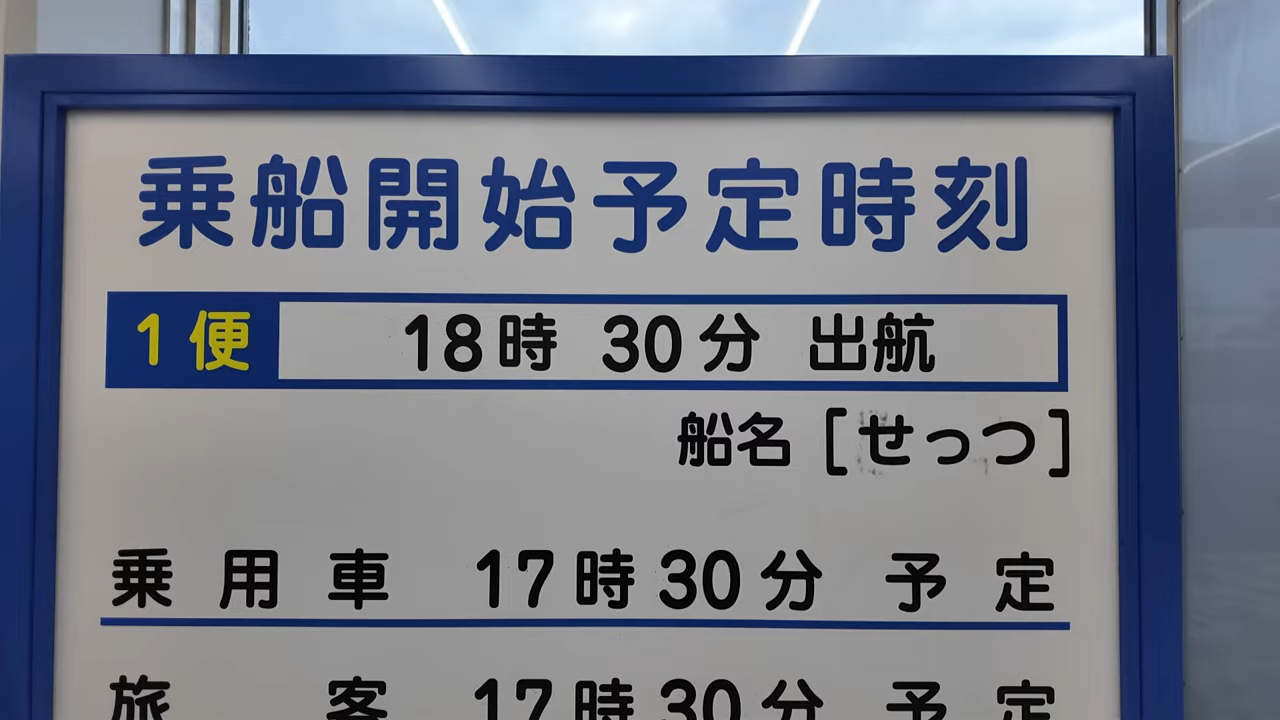 乗船開始予定時刻
1便 18時 30分 出航
船名 [せっつ]
乗用車 17時30分 予定
旅客 17時30分 予定